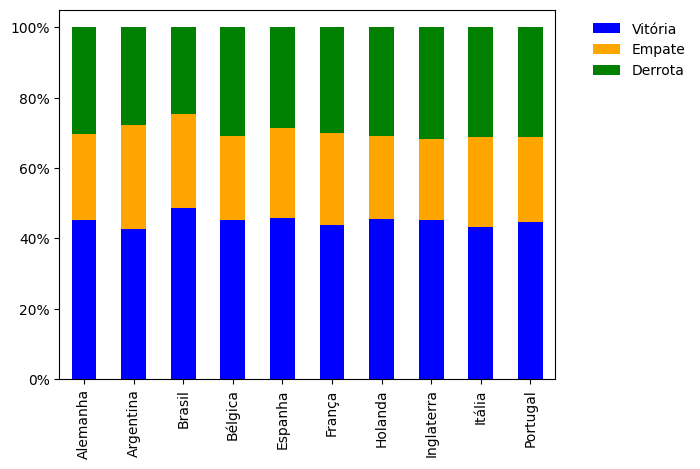 100%
80%
60%
40%
20%
0%
Alemanha
Argentina
Brasil
Bélgica
Espanha
França
Holanda
Inglaterra
Itália
Portugal
Vitória
Empate
Derrota